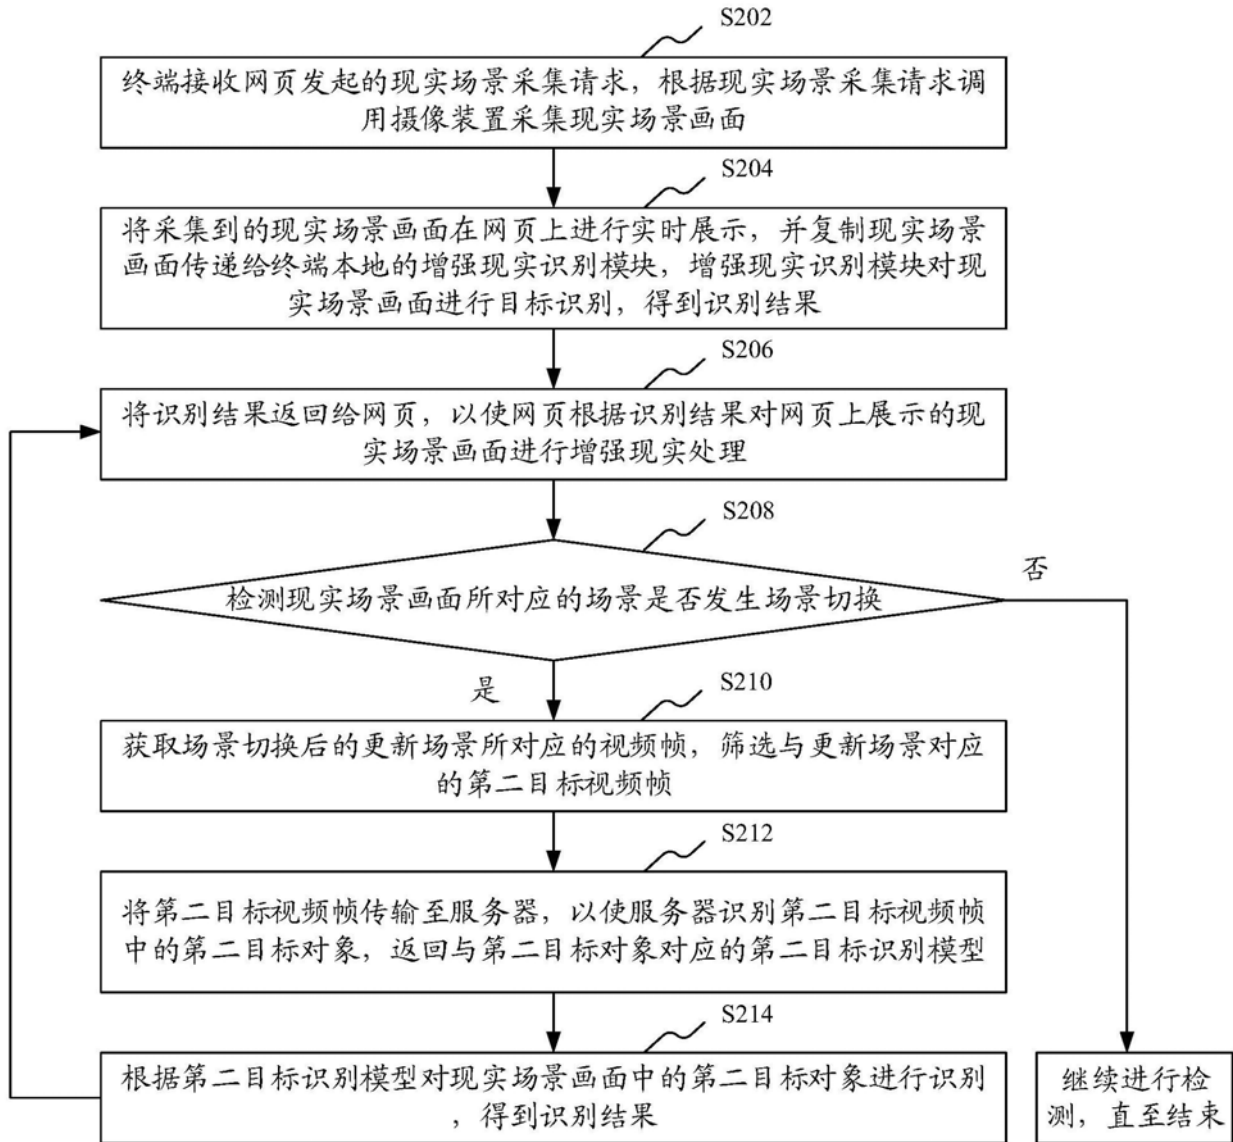 S202
终端接收网页发起的现实场景采集请求，根据现实场景采集请求调
用摄像装置采集现实场景画面
S204
将采集到的现实场景画面在网页上进行实时展示，并复制现实场景
画面传递给终端本地的增强现实识别模块，增强现实识别模块对现
实场景画面进行目标识别，得到识别结果
S206
将识别结果返回给网页，以使网页根据识别结果对网页上展示的现
实场景画面进行增强现实处理
S208
检测现实场景画面所对应的场景是否发生场景切换
否
是
S210
获取场景切换后的更新场景所对应的视频帧，筛选与更新场景对应
的第二目标视频帧
S212
将第二目标视频帧传输至服务器，以使服务器识别第二目标视频帧
中的第二目标对象，返回与第二目标对象对应的第二目标识别模型
S214
根据第二目标识别模型对现实场景画面中的第二目标对象进行识别
，得到识别结果
继续进行检
测，直至结束